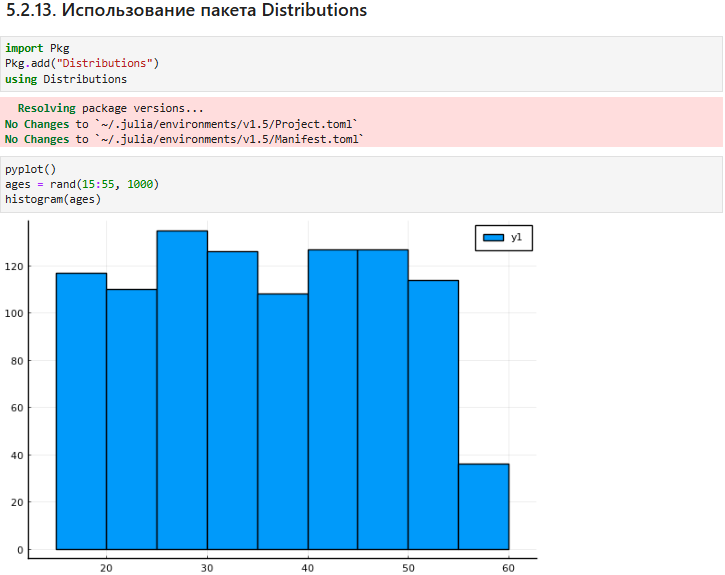 5.2.13. Использование пакета Distributions
import Pkg
Pkg.add("Distributions")
using Distributions
Resolving package versions...
No Changes to `~/.julia/environments/v1.5/Project.toml`
No Changes to `~/.julia/environments/v1.5/Manifest.toml`
pyplot()
ages = rand(15:55, 1000)
histogram(ages)
y1
120
100
80
60
40
20
0
20 30 40 50 60